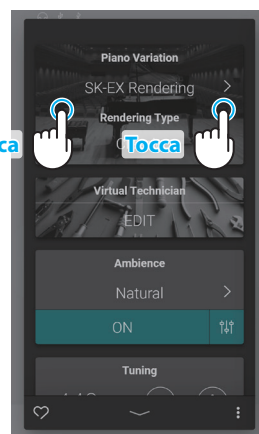 Piano Variation
SK-EX Rendering
Rendering Type
Tocca
Virtual Technician
EDIT
Ambience
Natural
ON
Tuning